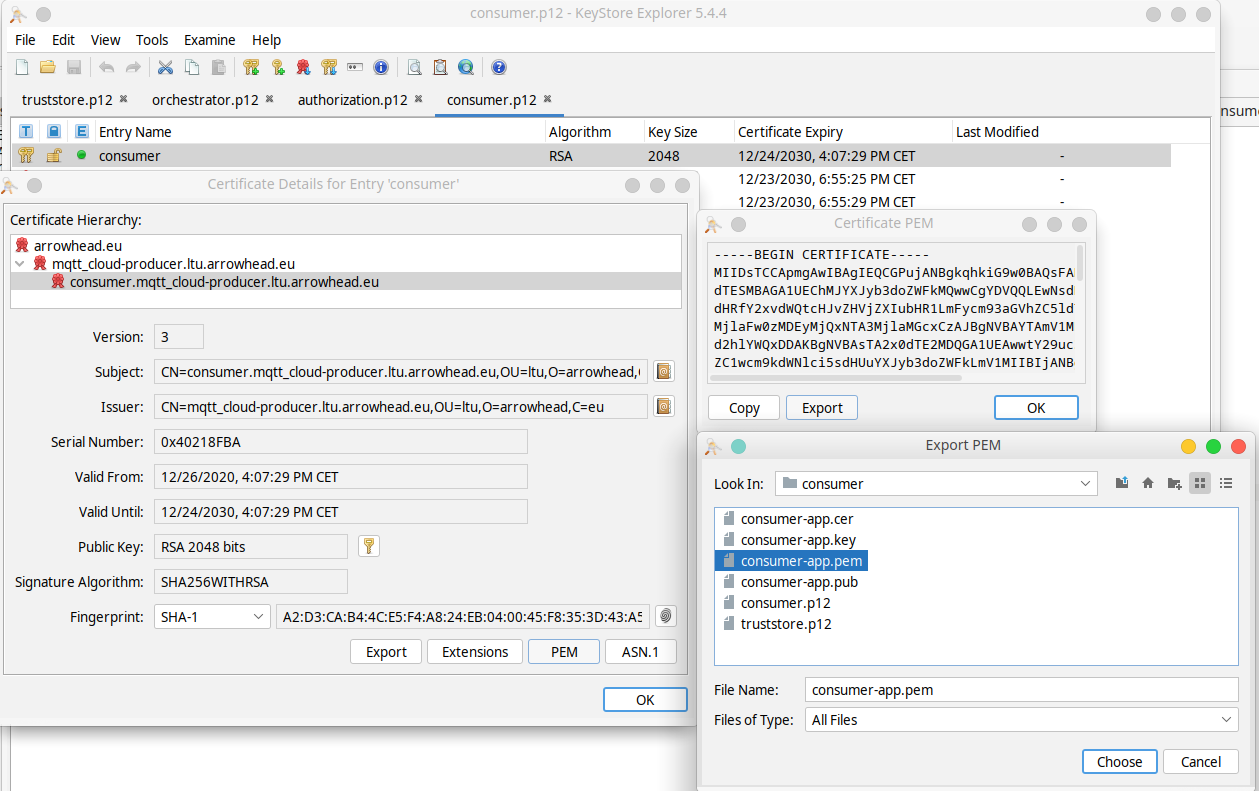 consumer.p12 - KeyStore Explorer 5.4.4
File Edit View Tools Examine Help
truststore.p12 orchestrator.p12 authorization.p12 consumer.p12
T E Entry Name Algorithm Key Size Certificate Expiry Last Modified
consumer RSA 2048 12/24/2030, 4:07:29 PM CET -
12/23/2030, 6:55:25 PM CET -
12/23/2030, 6:55:29 PM CET -
Certificate Details for Entry 'consumer'
Certificate Hierarchy:
arrowhead.eu
mqtt_cloud-producer.ltu.arrowhead.eu
consumer.mqtt_cloud-producer.ltu.arrowhead.eu
Version: 3
Subject: CN=consumer.mqtt_cloud-producer.ltu.arrowhead.eu,OU=ltu,O=arrowhead,
Issuer: CN=mqtt_cloud-producer.ltu.arrowhead.eu,OU=ltu,O=arrowhead,C=eu
Serial Number: 0x40218FBA
Valid From: 12/26/2020, 4:07:29 PM CET
Valid Until: 12/24/2030, 4:07:29 PM CET
Public Key: RSA 2048 bits
Signature Algorithm: SHA256WITHRSA
Fingerprint: SHA-1 A2:D3:CA:B4:4C:E5:F4:A8:24:EB:04:00:45:F8:35:3D:43:A5
Export Extensions PEM ASN.1
OK
Certificate PEM
-----BEGIN CERTIFICATE-----
MIIDsTCCApmgAwIBAgIEQCGPujANBgkqhkiG9w0BAQsFA
dTESMBAGA1UEChMJYXJyb3doZWFkMQwwCgYDVQQLEwNsd
dHRfY2xvdWQtcHJvZHVjZXIubHR1LmFycm93aGVhZC5ld
MjlaFw0zMDEyMjQxNTA3MjlaMGcxCzAJBgNVBAYTAmV1M
d2hlYWQxDDAKBgNVBAsTA2x0dTE2MDQGA1UEAwwtY29uc
ZC1wcm9kdWNlci5sdHUuYXJyb3doZWFkLmV1MIIBIjANB
Copy Export OK
Export PEM
Look In: consumer
consumer-app.cer
consumer-app.key
consumer-app.pem
consumer-app.pub
consumer.p12
truststore.p12
File Name: consumer-app.pem
Files of Type: All Files
Choose Cancel